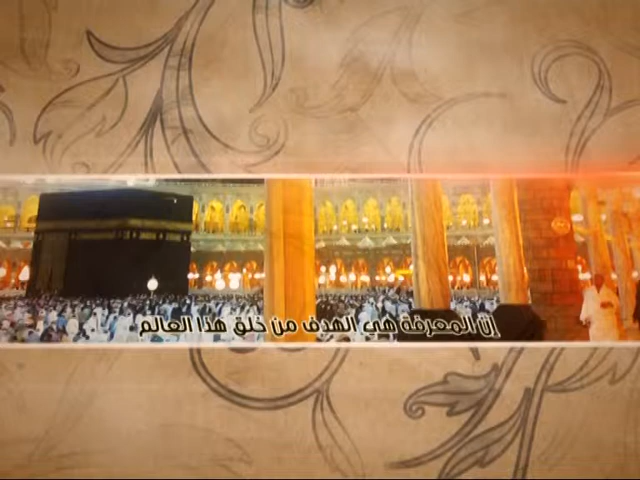 إن المعرفة هي الهدف من خلق هذا العالم